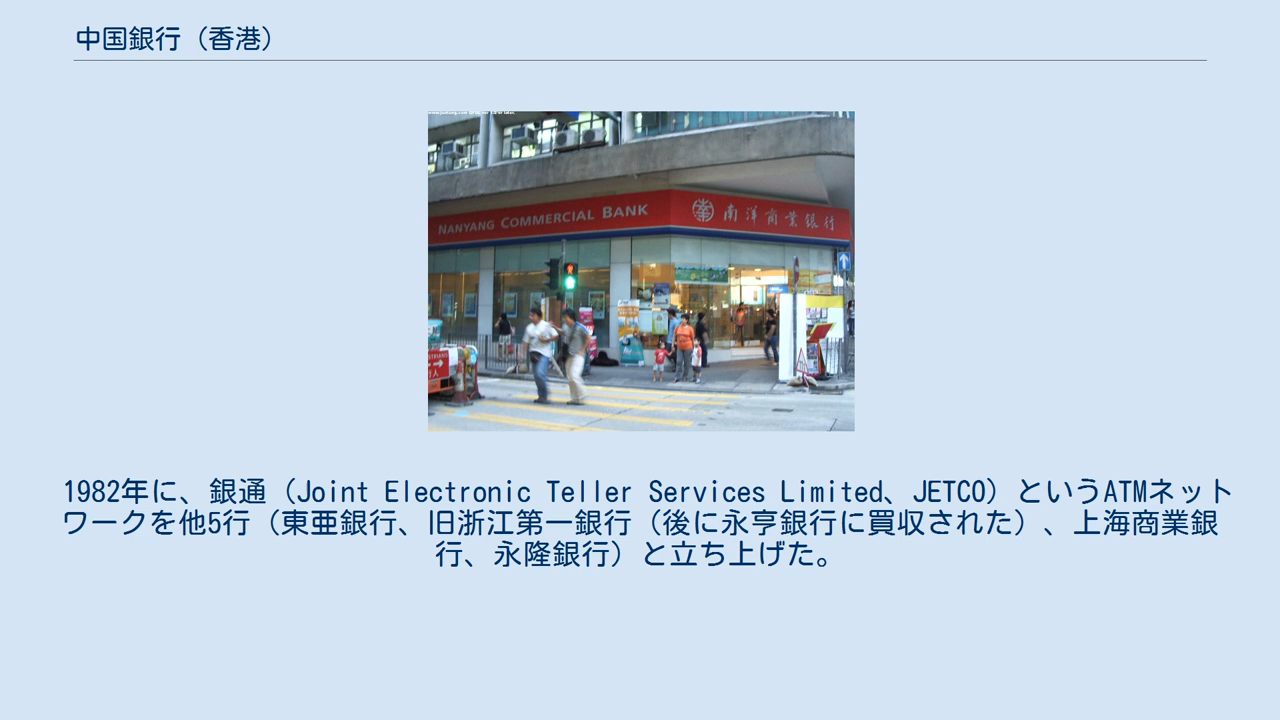 中国銀行（香港）
NANYANG COMMERCIAL BANK 南洋商業銀行
1982年に、銀通（Joint Electronic Teller Services Limited、JETCO）というATMネット
ワークを他5行（東亜銀行、旧浙江第一銀行（後に永亨銀行に買収された）、上海商業銀
行、永隆銀行）と立ち上げた。